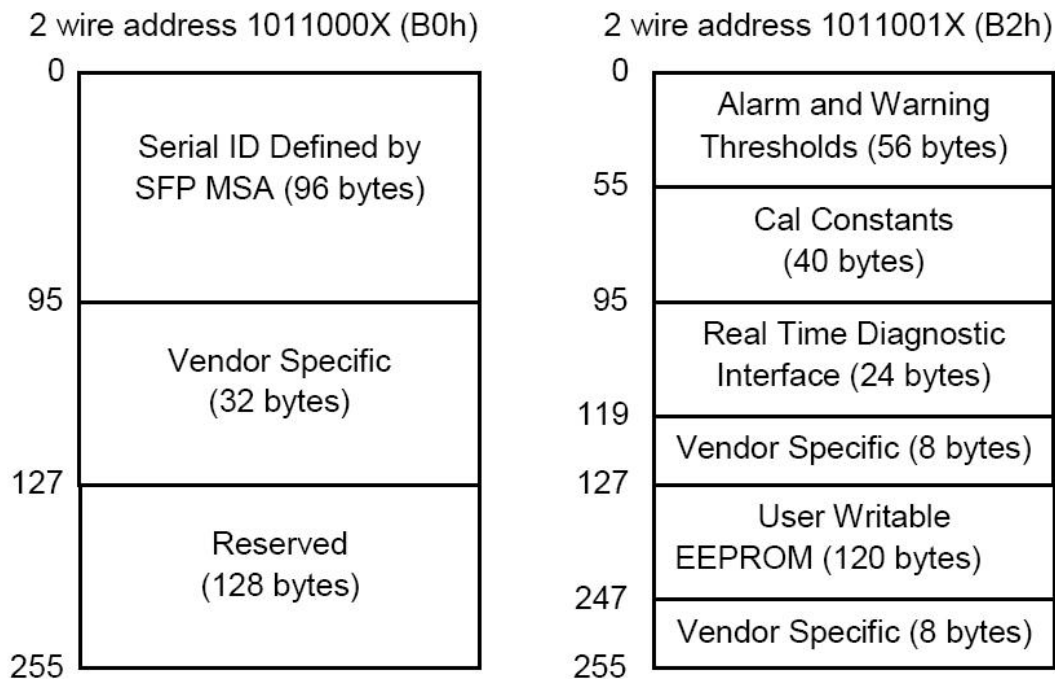 2 wire address 1011000X (B0h)
0
Serial ID Defined by
SFP MSA (96 bytes)
95
Vendor Specific
(32 bytes)
127
Reserved
(128 bytes)
255
2 wire address 1011001X (B2h)
0
Alarm and Warning
Thresholds (56 bytes)
55
Cal Constants
(40 bytes)
95
Real Time Diagnostic
Interface (24 bytes)
119
Vendor Specific (8 bytes)
127
User Writable
EEPROM (120 bytes)
247
Vendor Specific (8 bytes)
255